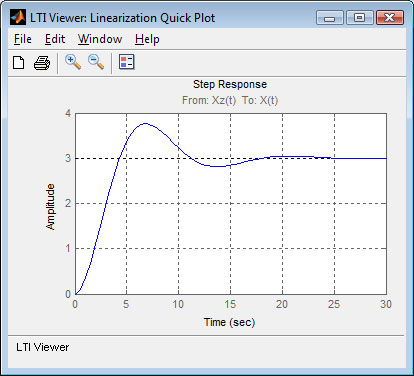 LTI Viewer: Linearization Quick Plot
File Edit Window Help
Step Response
From: Xz(t) To: X(t)
4
3
2
1
0
Amplitude
0 5 10 15 20 25 30
Time (sec)
LTI Viewer